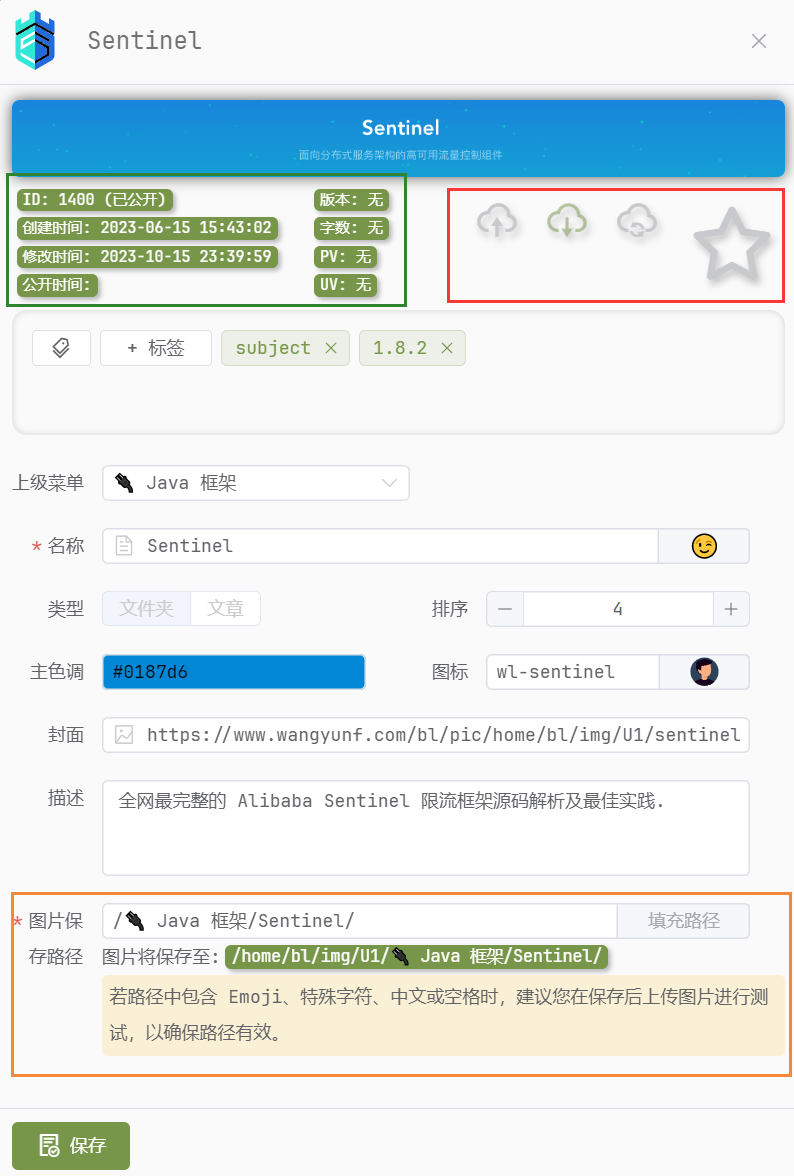 Sentinel
Sentinel
面向分布式服务架构的高可用流量控制组件
ID: 1400 (已公开)
版本: 无
创建时间: 2023-06-15 15:43:02
字数: 无
修改时间: 2023-10-15 23:39:59
PV: 无
公开时间:
UV: 无
+ 标签
subject ×
1.8.2 ×
上级菜单
Java 框架
* 名称
Sentinel
😉
类型
文件夹
文章
排序
4
主色调
#0187d6
图标
wl-sentinel
封面
https://www.wangyunf.com/bl/pic/home/bl/img/U1/sentinel
描述
全网最完整的 Alibaba Sentinel 限流框架源码解析及最佳实践.
* 图片保
存路径
/🔌 Java 框架/Sentinel/
填充路径
图片将保存至: /home/bl/img/U1/🔌 Java 框架/Sentinel/
若路径中包含 Emoji、特殊字符、中文或空格时，建议您在保存后上传图片进行测
试，以确保路径有效。
保存